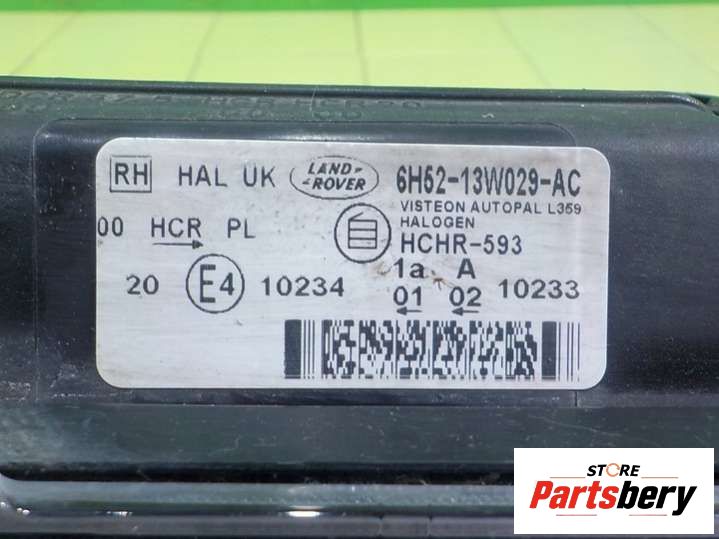 RH HAL UK LAND-ROVER 6H52-13W029-AC
VISTEON AUTOPAL L359
HALOGEN
00 HCR PL HCHR-593
1a A
20 E4 10234 01 02 10233
STORE
Partsbery